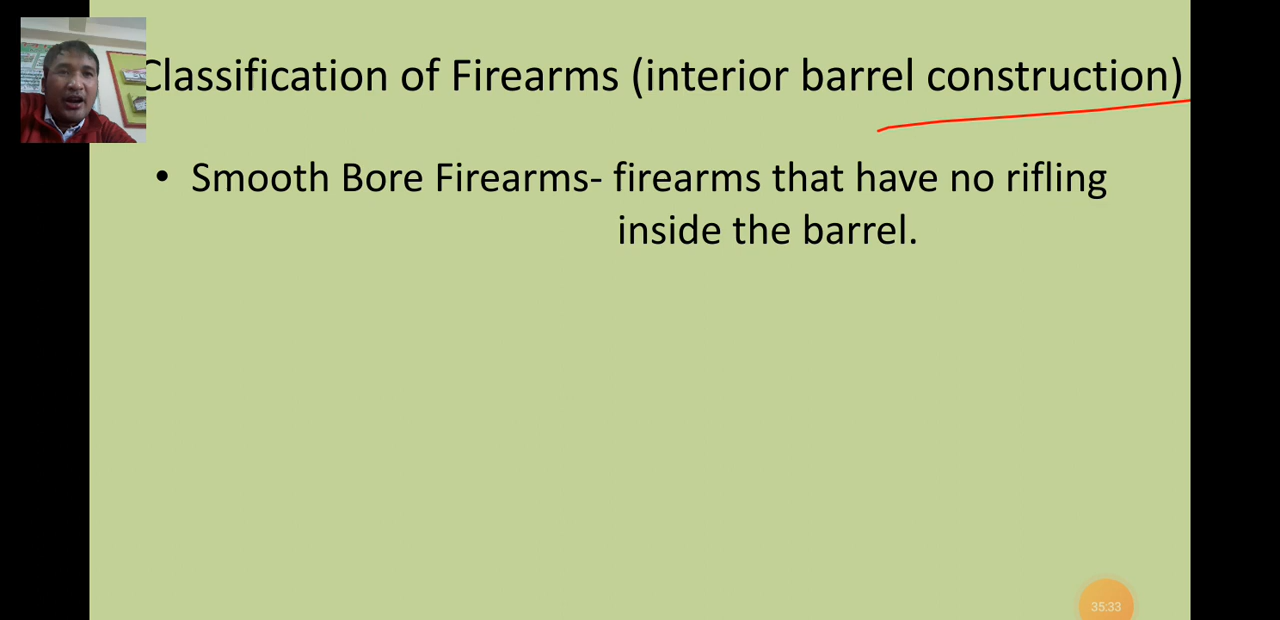 Classification of Firearms (interior barrel construction)
• Smooth Bore Firearms- firearms that have no rifling
inside the barrel.
35:33